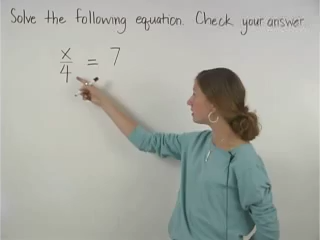 Solve the following equation. Check your answer.
x/4 = 7